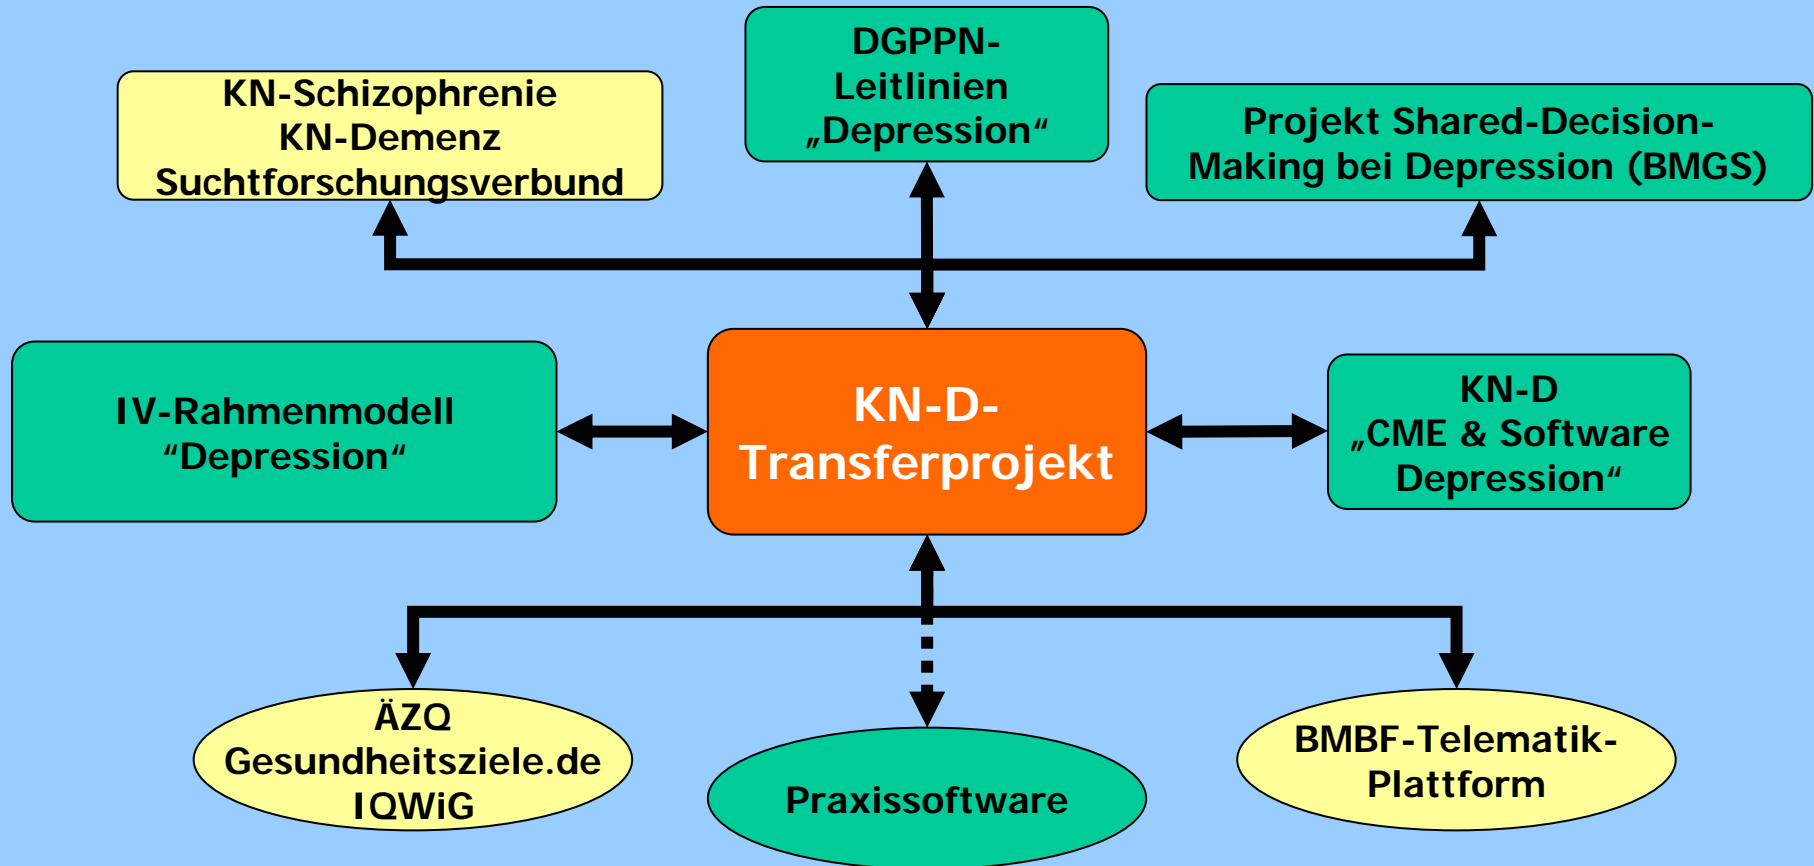 KN-Schizophrenie
KN-Demenz
Suchtforschungsverbund
DGPPN-
Leitlinien
„Depression“
Projekt Shared-Decision-
Making bei Depression (BMGS)
IV-Rahmenmodell
“Depression“
KN-D-
Transferprojekt
KN-D
„CME & Software
Depression“
ÄZQ
Gesundheitsziele.de
IQWiG
Praxissoftware
BMBF-Telematik-
Plattform